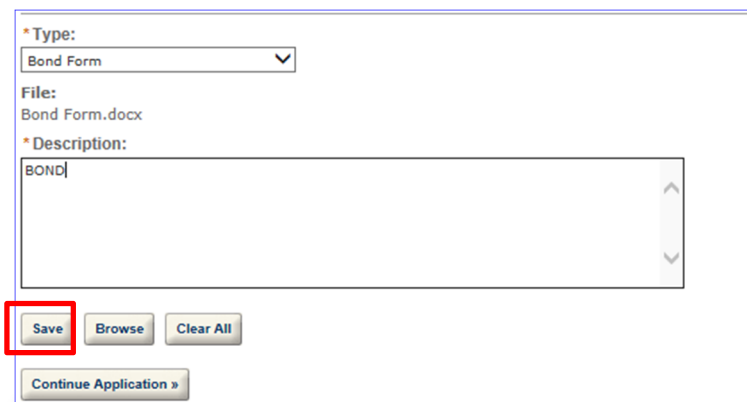 *Type:
Bond Form
File:
Bond Form.docx
*Description:
BOND
Save Browse Clear All
Continue Application »